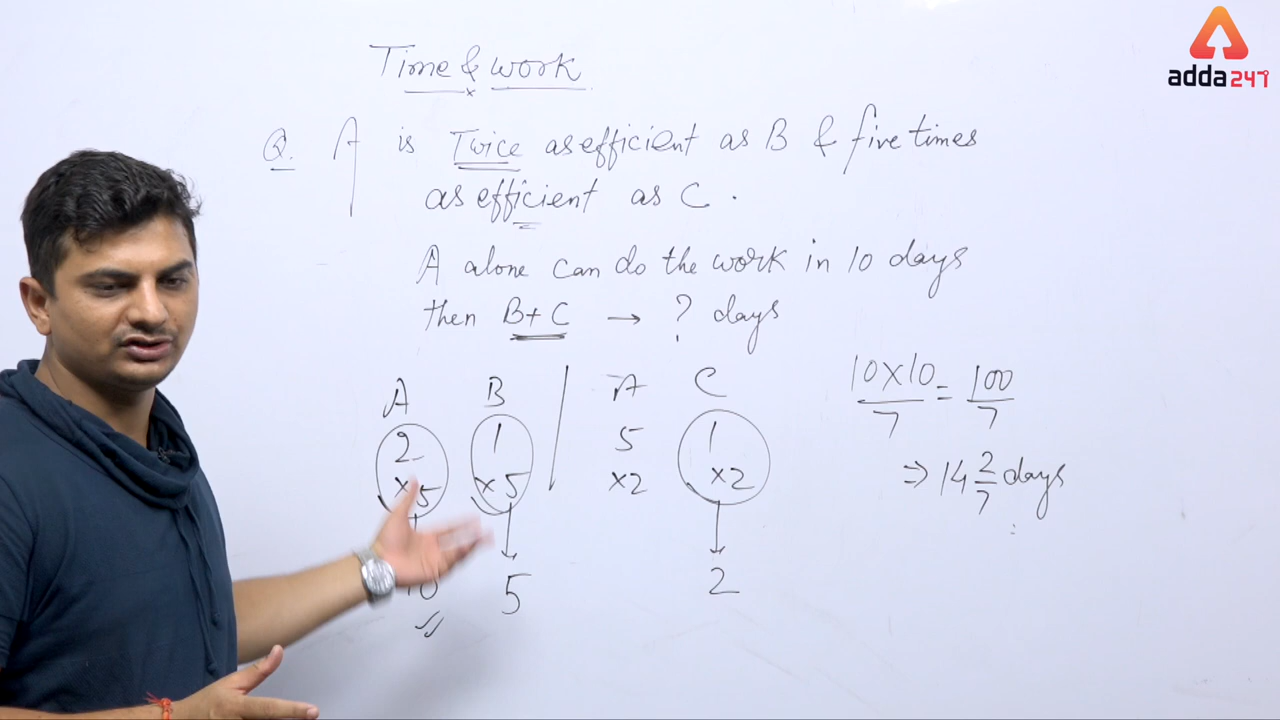 adda247
Time & work
Q. A is Twice as efficient as B & five times
as efficient as C.
A alone can do the work in 10 days
then B+C → ? days
A B A C
2 1 5 1
×5 ×5 ×2 ×2
10 5 2
10×10/7 = 100/7
⇒ 14 2/7 days